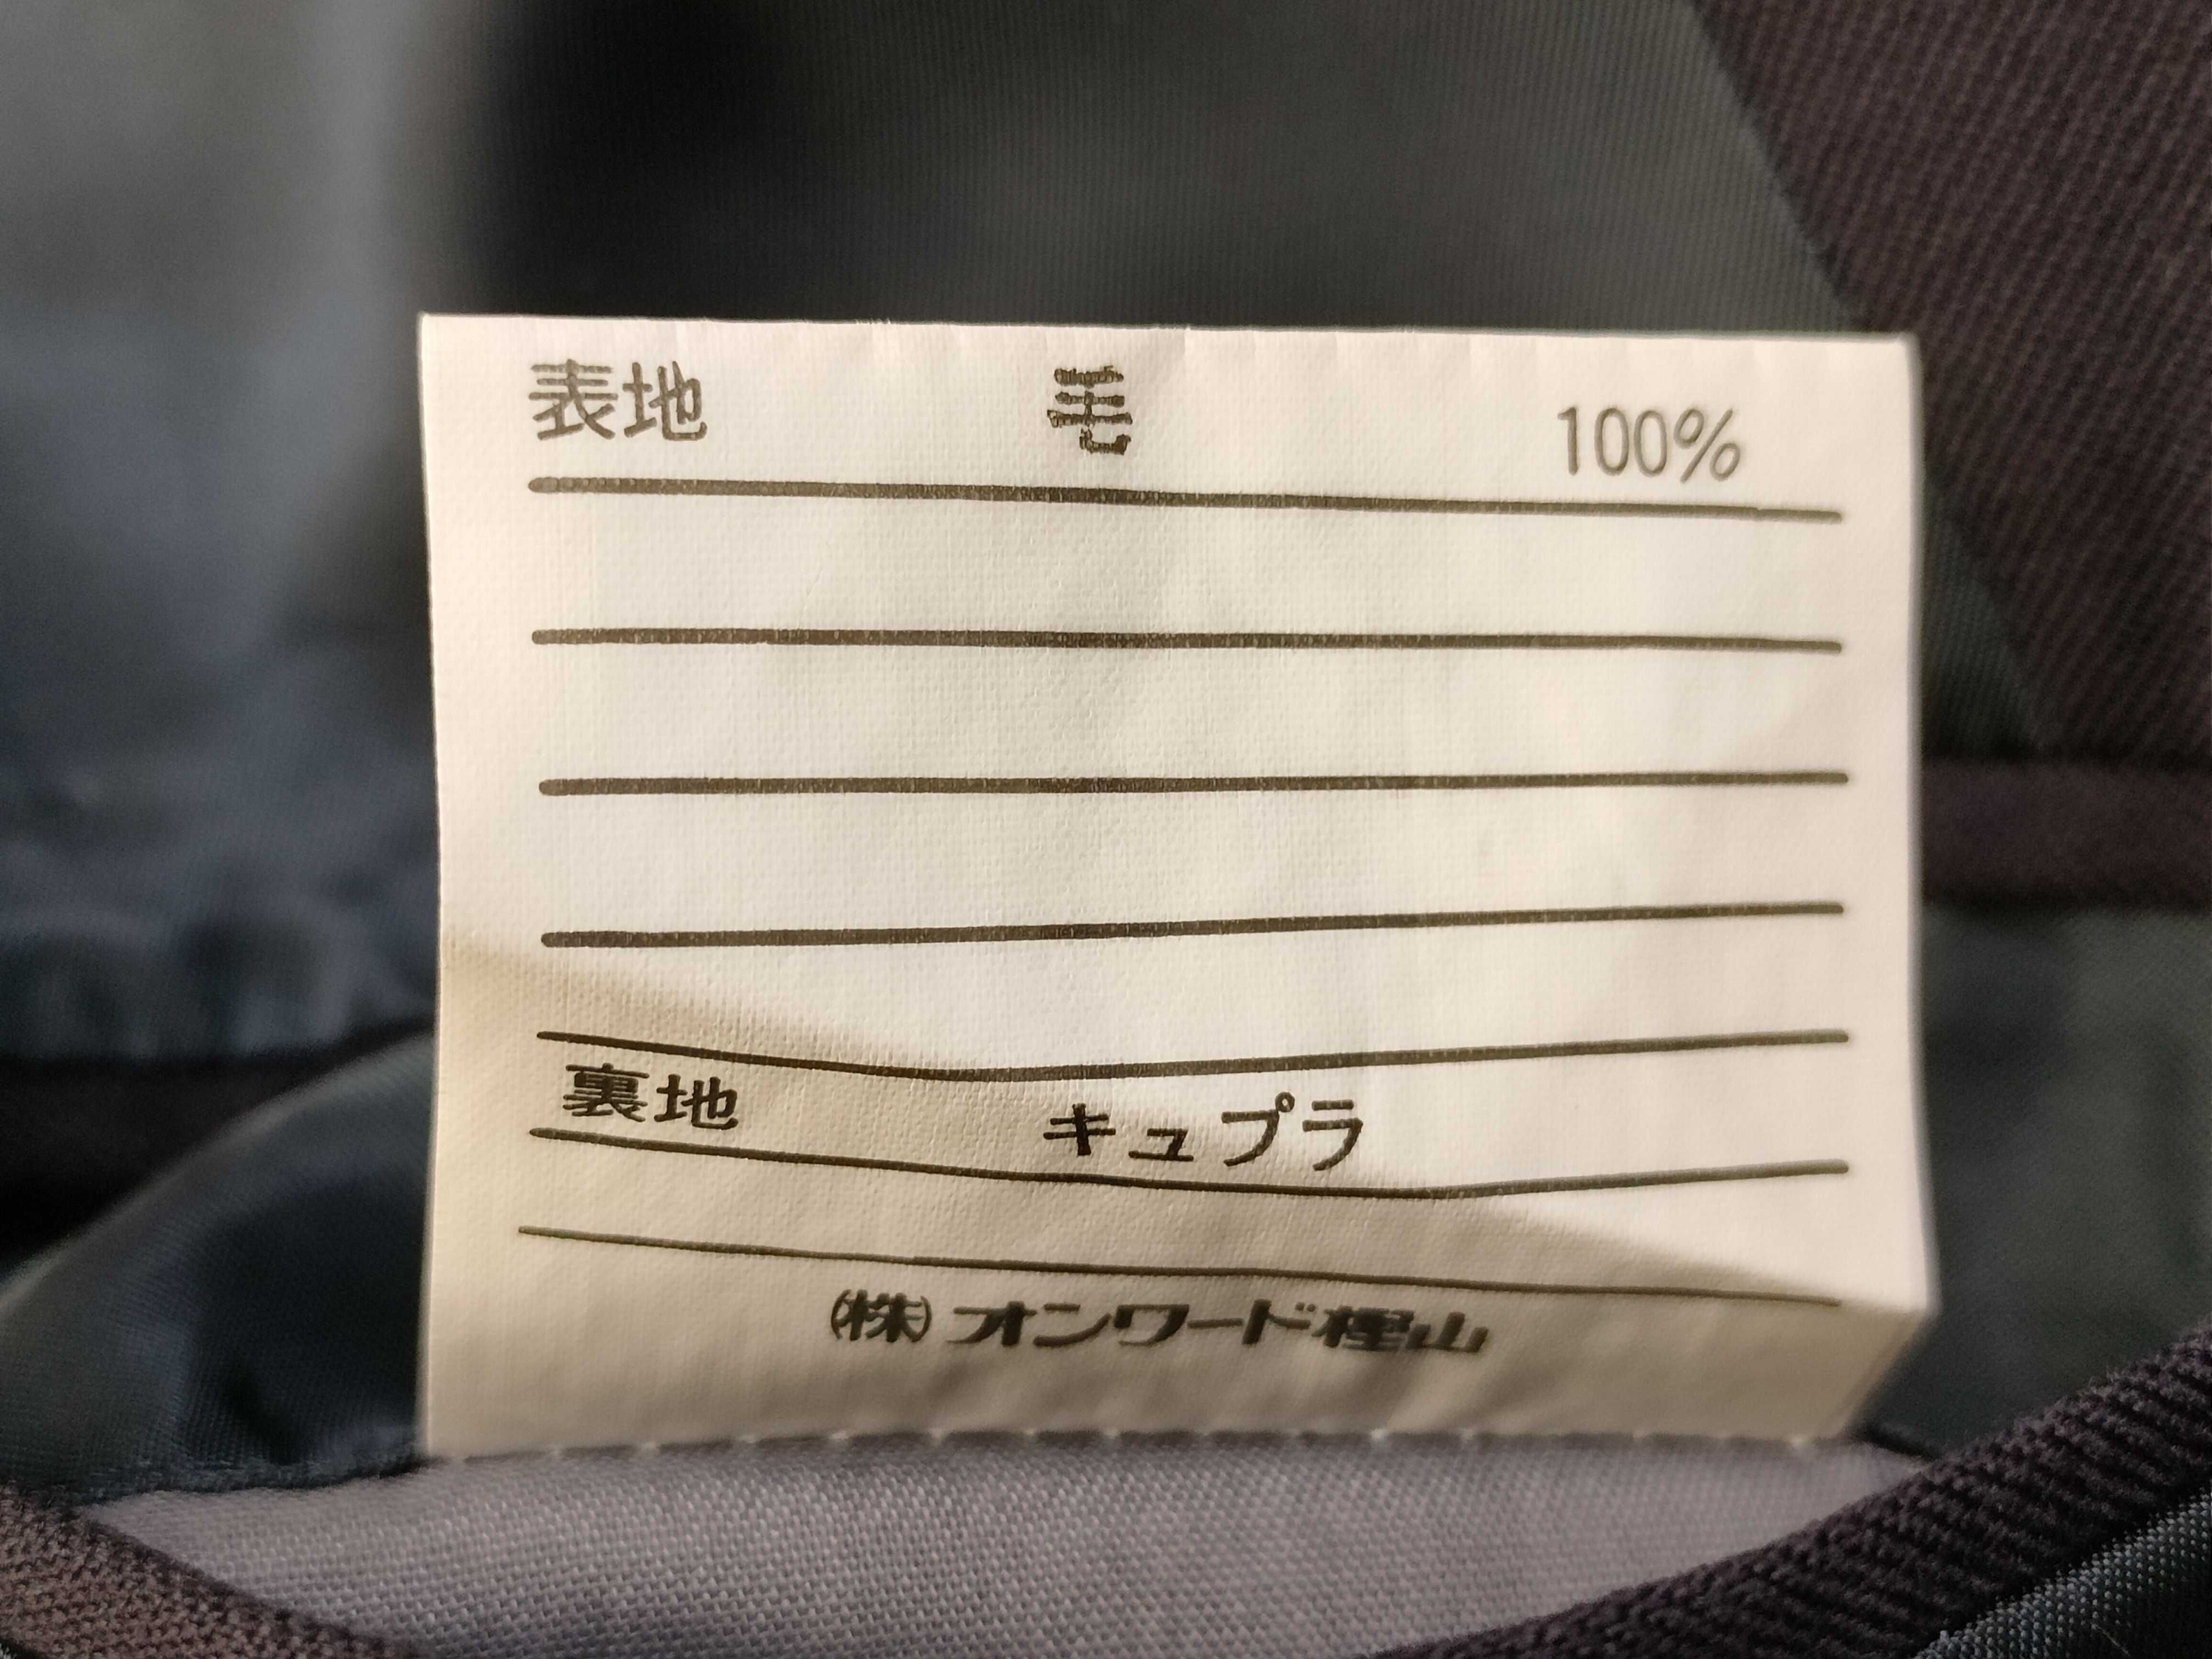 表地 毛 100%
裏地 キュプラ
(株)オンワード樫山